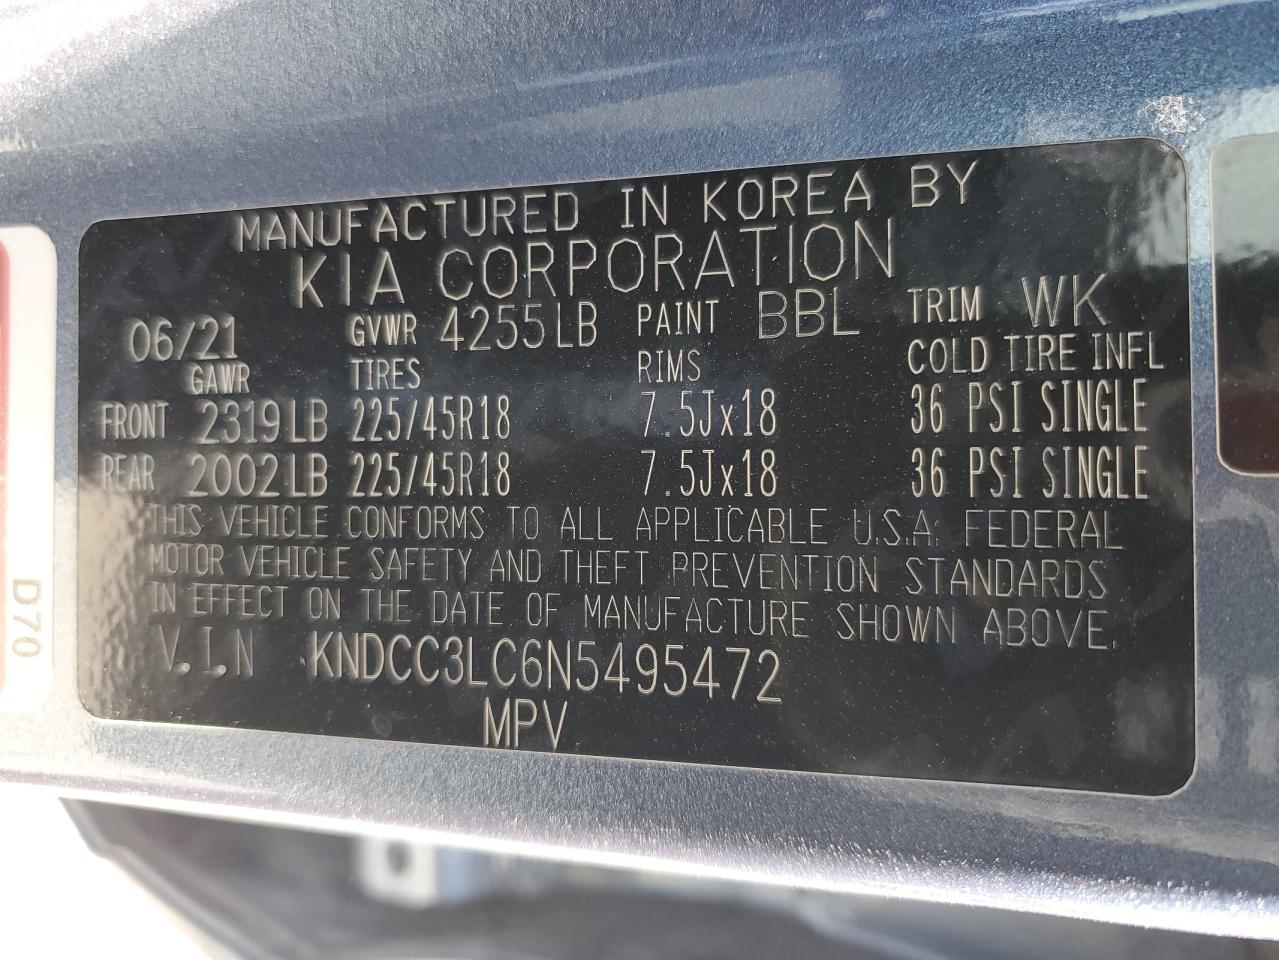 MANUFACTURED IN KOREA BY
KIA CORPORATION
06/21 GVWR 4255LB PAINT BBL TRIM WK
GAWR TIRES RIMS COLD TIRE INFL
FRONT 2319LB 225/45R18 7.5Jx18 36 PSI SINGLE
REAR 2002LB 225/45R18 7.5Jx18 36 PSI SINGLE
THIS VEHICLE CONFORMS TO ALL APPLICABLE U.S.A. FEDERAL
MOTOR VEHICLE SAFETY AND THEFT PREVENTION STANDARDS
IN EFFECT ON THE DATE OF MANUFACTURE SHOWN ABOVE.
V.I.N KNDCC3LC6N5495472
MPV
D70